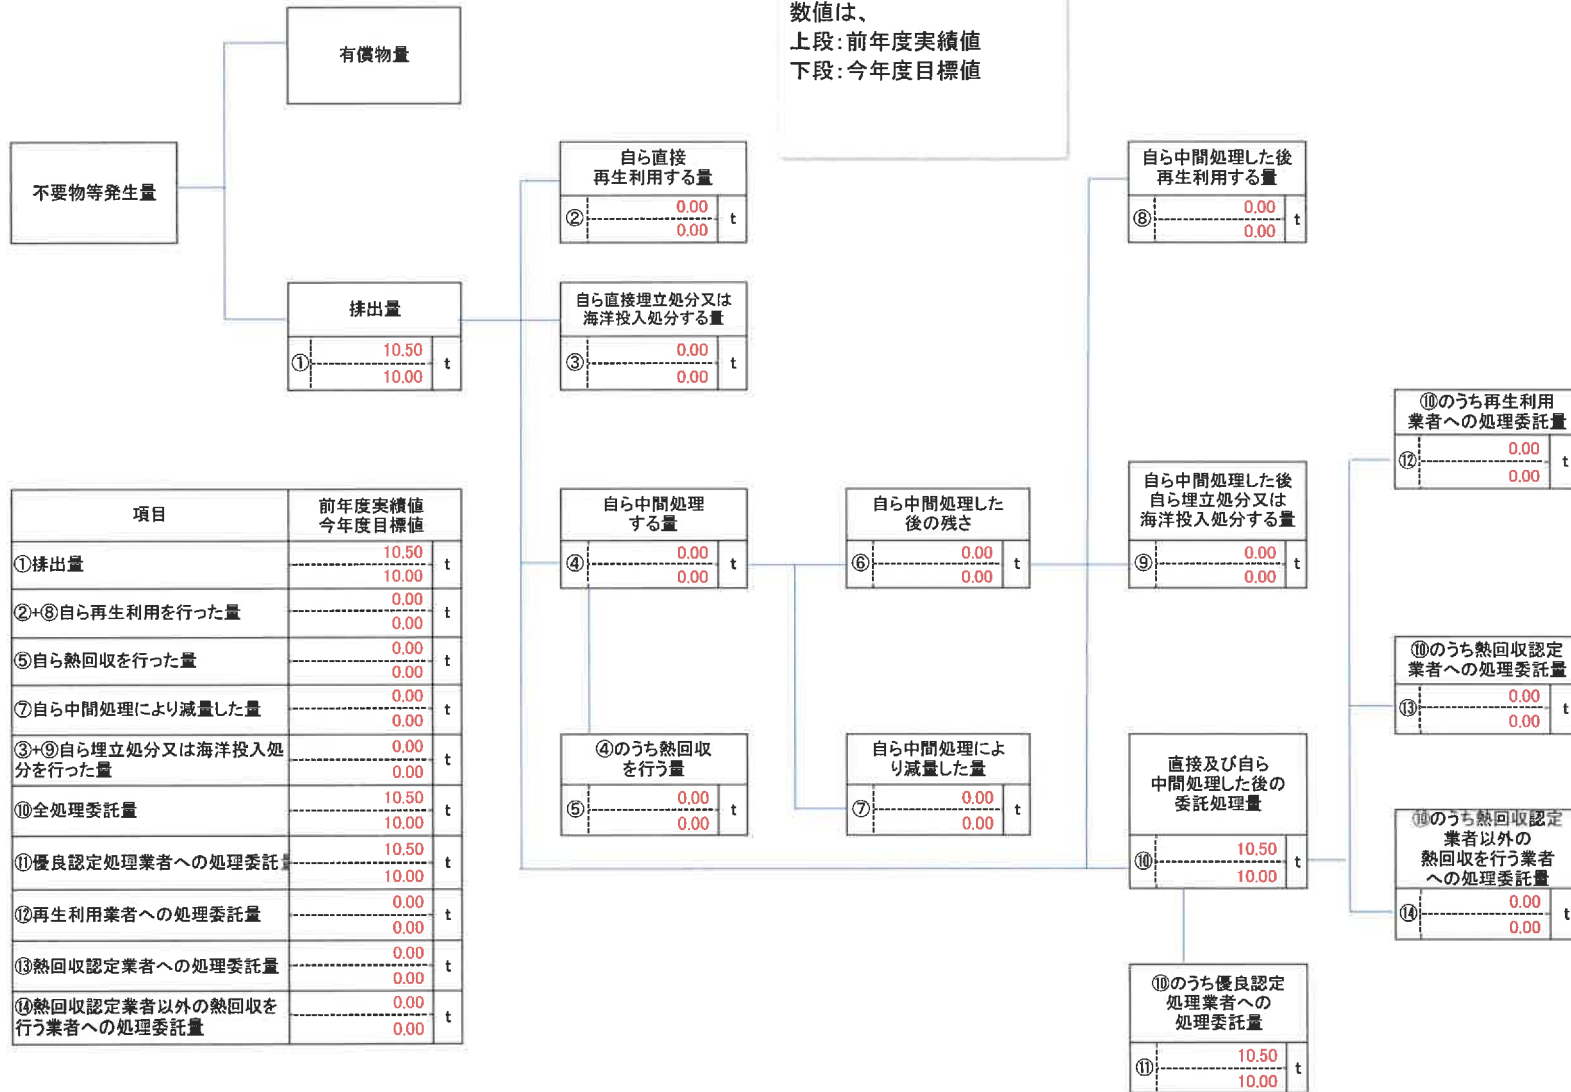 数値は、
上段:前年度実績値
下段:今年度目標値
有償物量
不要物等発生量
自ら直接
再生利用する量
②
0.00
0.00
t
自ら中間処理した後
再生利用する量
⑧
0.00
0.00
t
排出量
①
10.50
10.00
t
自ら直接埋立処分又は
海洋投入処分する量
③
0.00
0.00
t
⑩のうち再生利用
業者への処理委託量
⑫
0.00
0.00
t
自ら中間処理
する量
④
0.00
0.00
t
自ら中間処理した
後の残さ
⑥
0.00
0.00
t
自ら中間処理した後
自ら埋立処分又は
海洋投入処分する量
⑨
0.00
0.00
t
⑩のうち熱回収認定
業者への処理委託量
⑬
0.00
0.00
t
④のうち熱回収
を行う量
⑤
0.00
0.00
t
自ら中間処理によ
り減量した量
⑦
0.00
0.00
t
直接及び自ら
中間処理した後の
委託処理量
⑩
10.50
10.00
t
⑩のうち熱回収認定
業者以外の
熱回収を行う業者
への処理委託量
⑭
0.00
0.00
t
⑩のうち優良認定
処理業者への
処理委託量
⑪
10.50
10.00
t
項目
前年度実績値
今年度目標値
①排出量
10.50
10.00
t
②+⑧自ら再生利用を行った量
0.00
0.00
t
⑤自ら熱回収を行った量
0.00
0.00
t
⑦自ら中間処理により減量した量
0.00
0.00
t
③+⑨自ら埋立処分又は海洋投入処
分を行った量
0.00
0.00
t
⑩全処理委託量
10.50
10.00
t
⑪優良認定処理業者への処理委託
10.50
10.00
t
⑫再生利用業者への処理委託量
0.00
0.00
t
⑬熱回収認定業者への処理委託量
0.00
0.00
t
⑭熱回収認定業者以外の熱回収を
行う業者への処理委託量
0.00
0.00
t